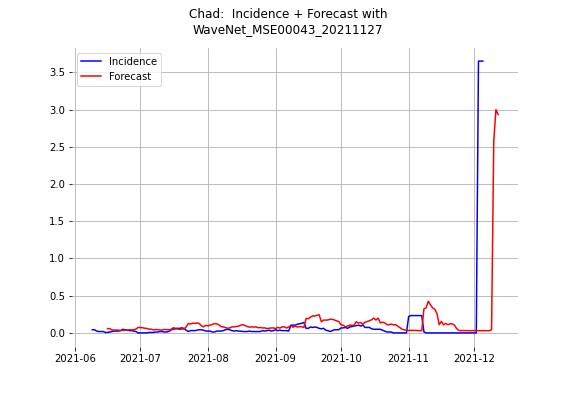 Chad:  Incidence + Forecast with
WaveNet_MSE00043_20211127
Incidence
Forecast
3.5
3.0
2.5
2.0
1.5
1.0
0.5
0.0
2021-06 2021-07 2021-08 2021-09 2021-10 2021-11 2021-12